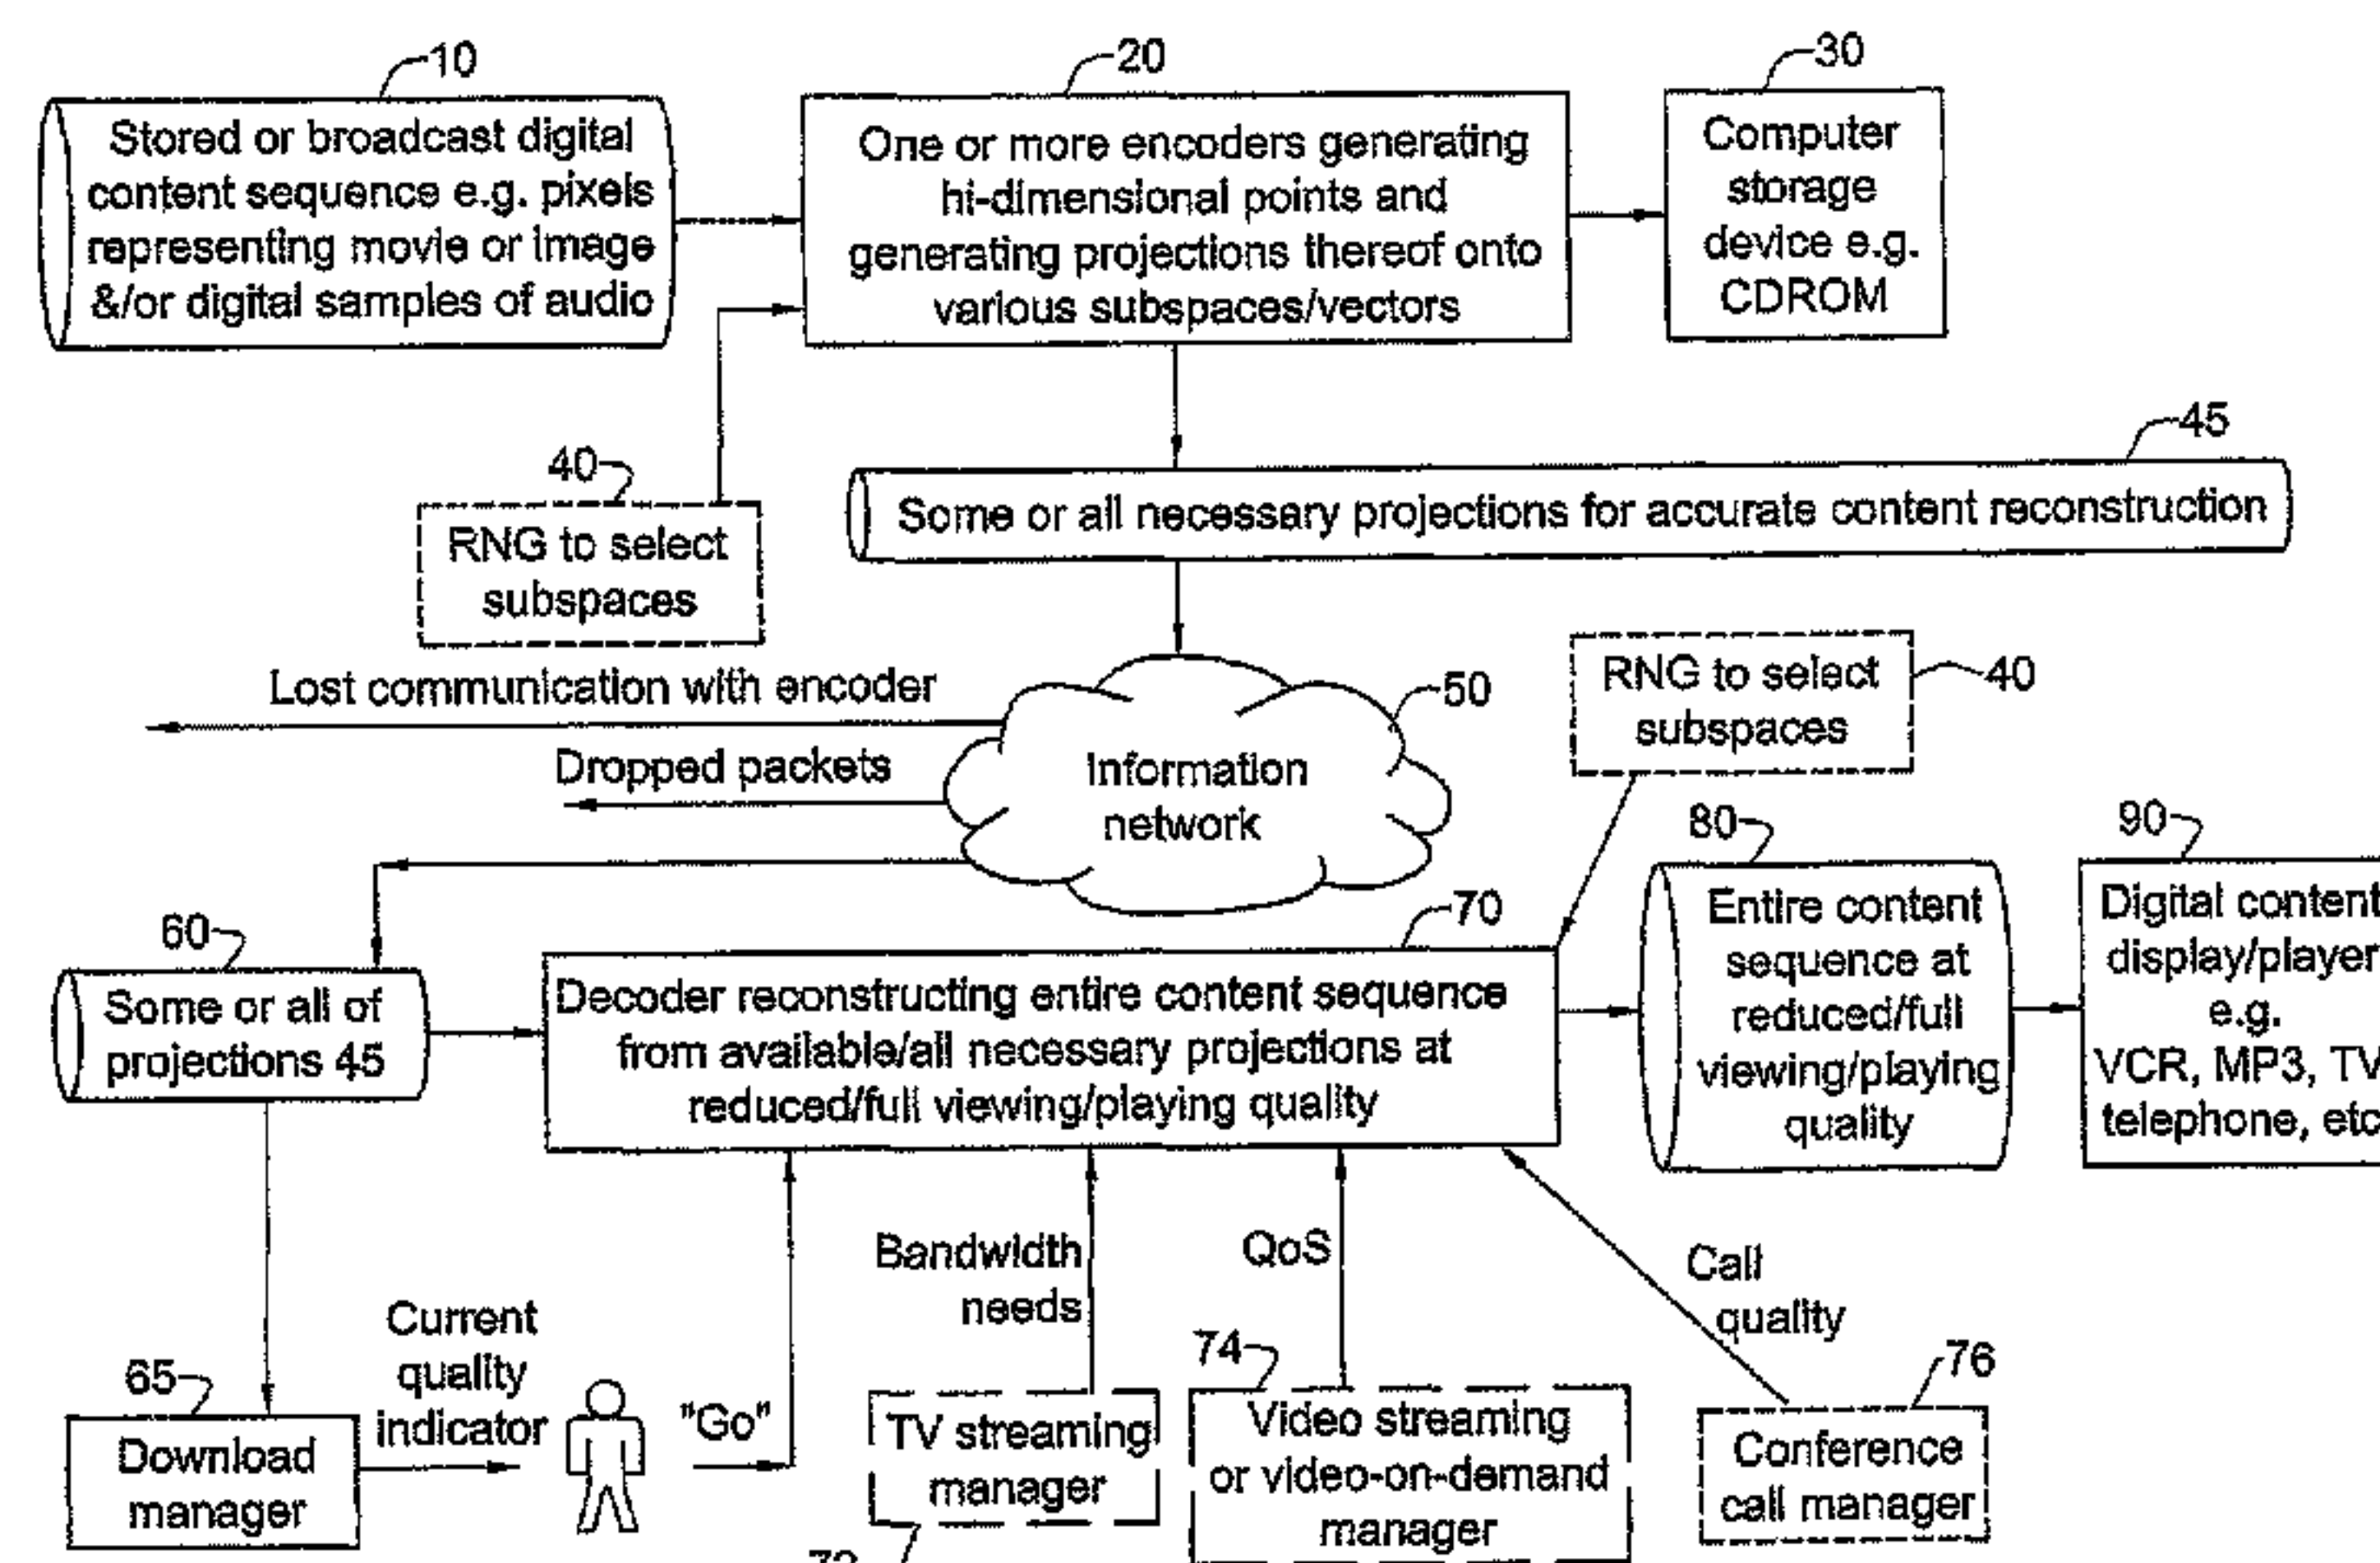 10
Stored or broadcast digital
content sequence e.g. pixels
representing movie or image
&/or digital samples of audio
20
One or more encoders generating
hi-dimensional points and
generating projections thereof onto
various subspaces/vectors
30
Computer
storage
device e.g.
CDROM
40
RNG to select
subspaces
45
Some or all necessary projections for accurate content reconstruction
Lost communication with encoder
Dropped packets
50
Information
network
RNG to select
subspaces
40
60
Some or all of
projections 45
70
Decoder reconstructing entire content sequence
from available/all necessary projections at
reduced/full viewing/playing quality
80
Entire content
sequence at
reduced/full
viewing/playing
quality
90
Digital content
display/player
e.g.
VCR, MP3, TV
telephone, etc
65
Download
manager
Current
quality
indicator
"Go"
Bandwidth
needs
TV streaming
manager
72
QoS
74
Video streaming
or video-on-demand
manager
Call
quality
76
Conference
call manager